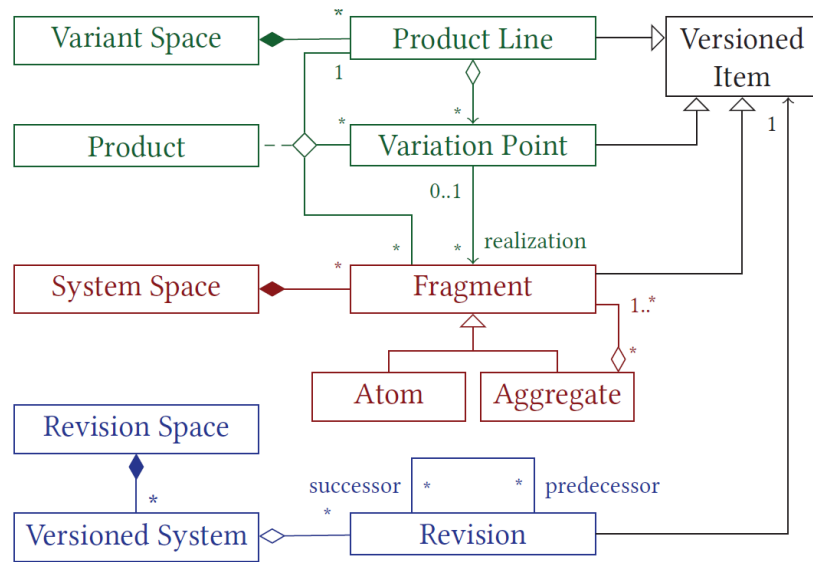 Variant Space
*
Product Line
Versioned
Item
1
*
1
Product
*
Variation Point
0..1
*
*
realization
System Space
*
Fragment
1..*
*
Atom
Aggregate
Revision Space
*
successor
*
*
predecessor
Versioned System
*
Revision